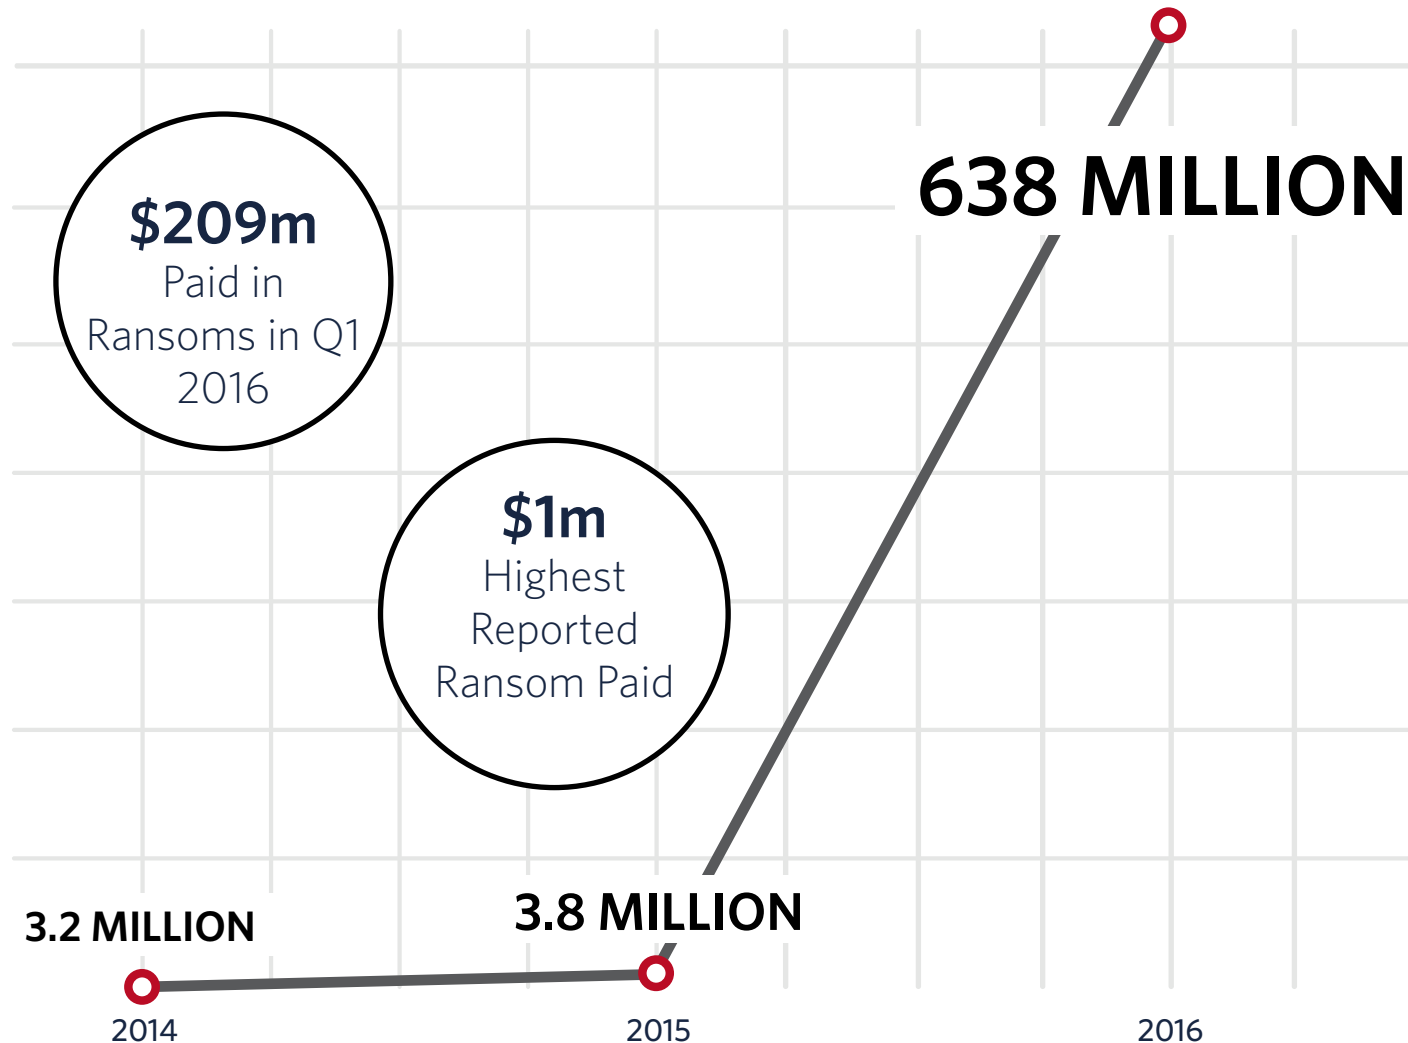 638 MILLION
$209m
Paid in
Ransoms in Q1
2016
$1m
Highest
Reported
Ransom Paid
3.2 MILLION
3.8 MILLION
2014
2015
2016